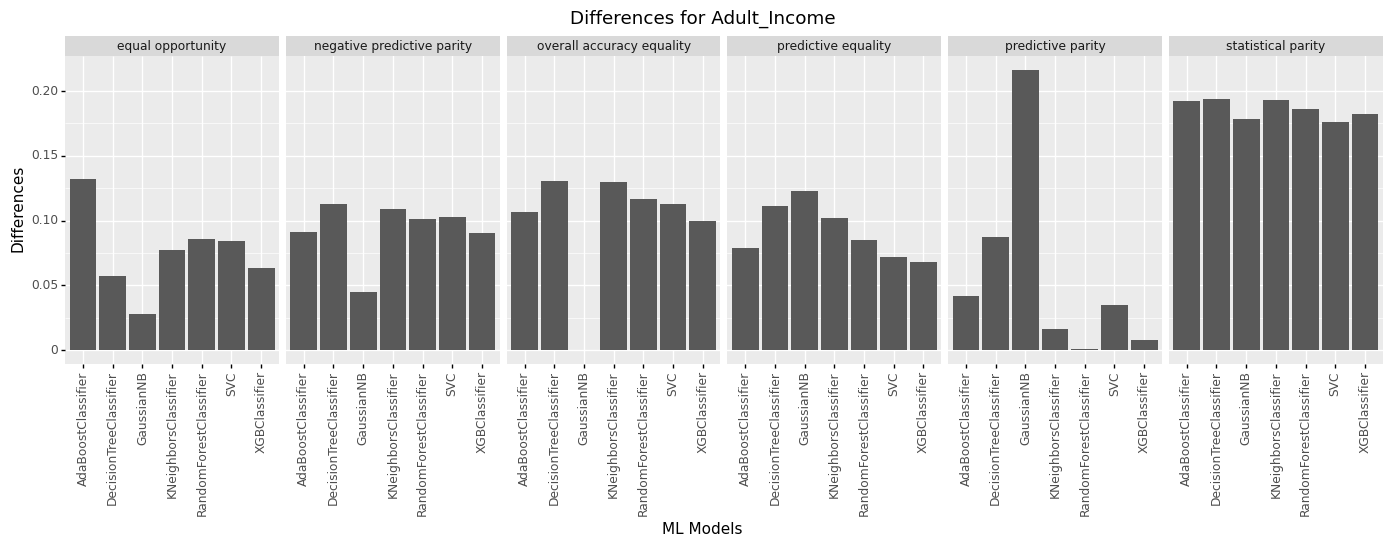 Differences for Adult_Income
equal opportunity
negative predictive parity
overall accuracy equality
predictive equality
predictive parity
statistical parity
Differences
0.20
0.15
0.10
0.05
0
AdaBoostClassifier
DecisionTreeClassifier
GaussianNB
KNeighborsClassifier
RandomForestClassifier
SVC
XGBClassifier
AdaBoostClassifier
DecisionTreeClassifier
GaussianNB
KNeighborsClassifier
RandomForestClassifier
SVC
XGBClassifier
AdaBoostClassifier
DecisionTreeClassifier
GaussianNB
KNeighborsClassifier
RandomForestClassifier
SVC
XGBClassifier
AdaBoostClassifier
DecisionTreeClassifier
GaussianNB
KNeighborsClassifier
RandomForestClassifier
SVC
XGBClassifier
AdaBoostClassifier
DecisionTreeClassifier
GaussianNB
KNeighborsClassifier
RandomForestClassifier
SVC
XGBClassifier
AdaBoostClassifier
DecisionTreeClassifier
GaussianNB
KNeighborsClassifier
RandomForestClassifier
SVC
XGBClassifier
ML Models